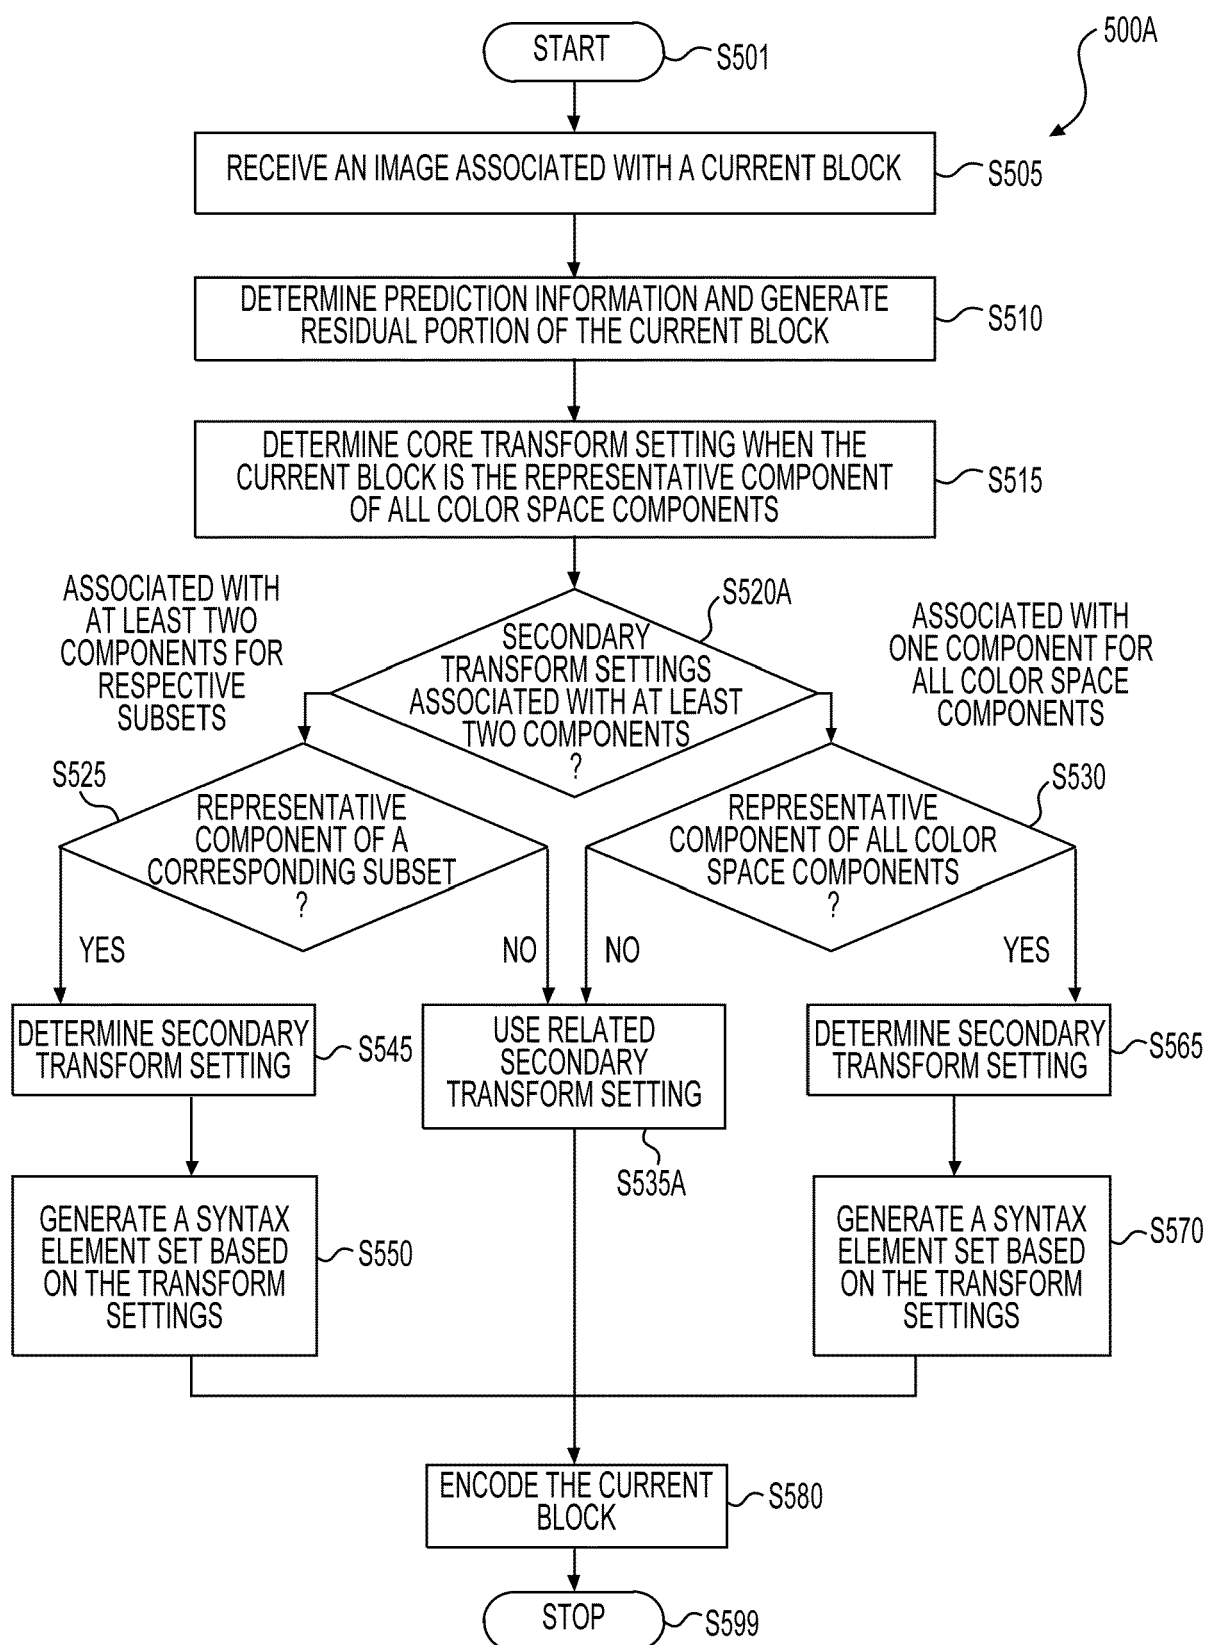 500A
START
S501
RECEIVE AN IMAGE ASSOCIATED WITH A CURRENT BLOCK
S505
DETERMINE PREDICTION INFORMATION AND GENERATE
RESIDUAL PORTION OF THE CURRENT BLOCK
S510
DETERMINE CORE TRANSFORM SETTING WHEN THE
CURRENT BLOCK IS THE REPRESENTATIVE COMPONENT
OF ALL COLOR SPACE COMPONENTS
S515
ASSOCIATED WITH
AT LEAST TWO
COMPONENTS FOR
RESPECTIVE
SUBSETS
S520A
SECONDARY
TRANSFORM SETTINGS
ASSOCIATED WITH AT LEAST
TWO COMPONENTS
?
ASSOCIATED WITH
ONE COMPONENT FOR
ALL COLOR SPACE
COMPONENTS
S525
REPRESENTATIVE
COMPONENT OF A
CORRESPONDING SUBSET
?
S530
REPRESENTATIVE
COMPONENT OF ALL COLOR
SPACE COMPONENTS
?
YES
NO
NO
YES
DETERMINE SECONDARY
TRANSFORM SETTING
S545
USE RELATED
SECONDARY
TRANSFORM SETTING
S535A
DETERMINE SECONDARY
TRANSFORM SETTING
S565
GENERATE A SYNTAX
ELEMENT SET BASED
ON THE TRANSFORM
SETTINGS
S550
GENERATE A SYNTAX
ELEMENT SET BASED
ON THE TRANSFORM
SETTINGS
S570
ENCODE THE CURRENT
BLOCK
S580
STOP
S599